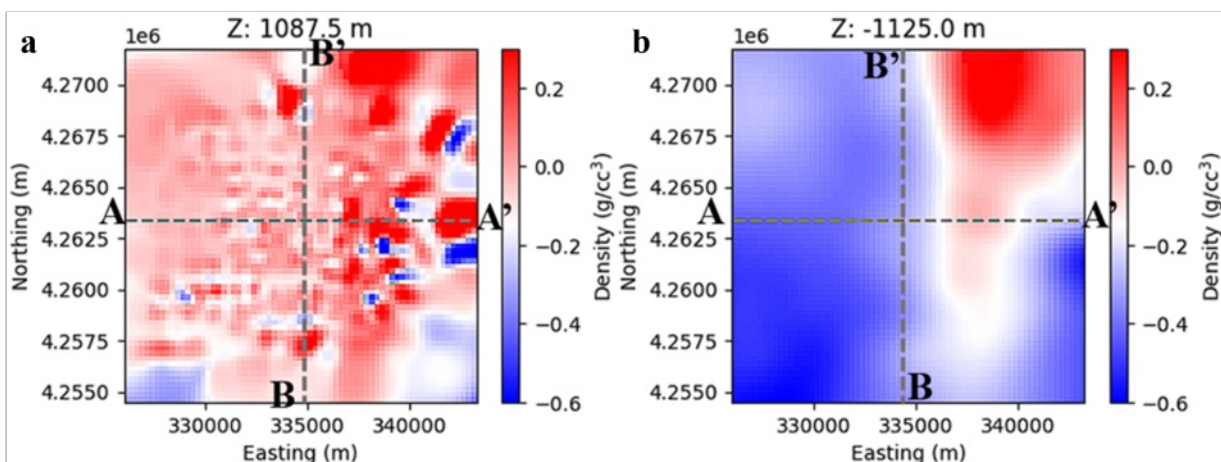 a
Z: 1087.5 m
1e6
B'
4.2700
4.2675
4.2650
4.2625
4.2600
4.2575
4.2550
Northing (m)
A
A'
B
330000 335000 340000
Easting (m)
0.2
0.0
−0.2
−0.4
−0.6
Density (g/cc³)
b
Z: -1125.0 m
1e6
B'
4.2700
4.2675
4.2650
4.2625
4.2600
4.2575
4.2550
Northing (m)
A
A'
B
330000 335000 340000
Easting (m)
0.2
0.0
−0.2
−0.4
−0.6
Density (g/cc³)